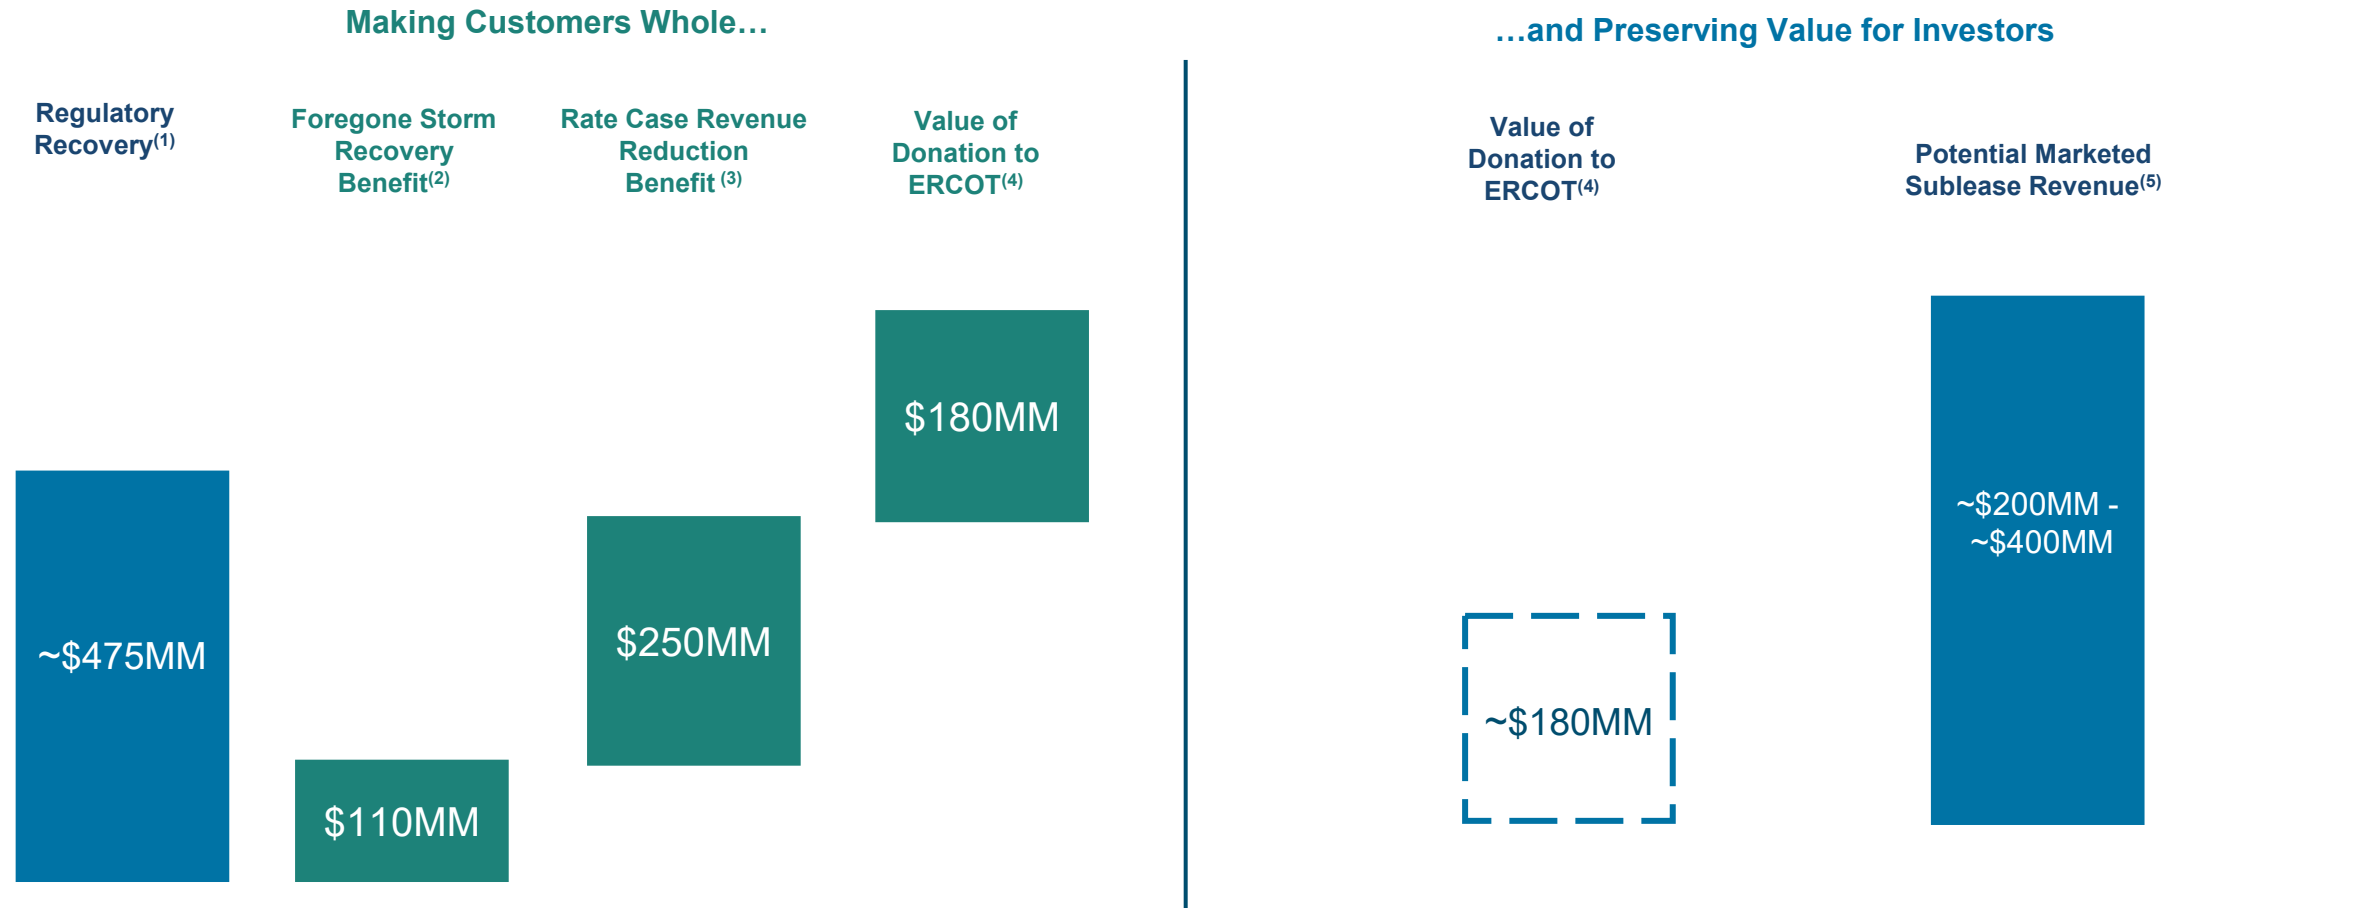 Making Customers Whole…
Regulatory
Recovery(1)
Foregone Storm
Recovery
Benefit(2)
Rate Case Revenue
Reduction
Benefit (3)
Value of
Donation to
ERCOT(4)
~$475MM
$110MM
$250MM
$180MM
…and Preserving Value for Investors
Value of
Donation to
ERCOT(4)
Potential Marketed
Sublease Revenue(5)
~$180MM
~$200MM -
~$400MM